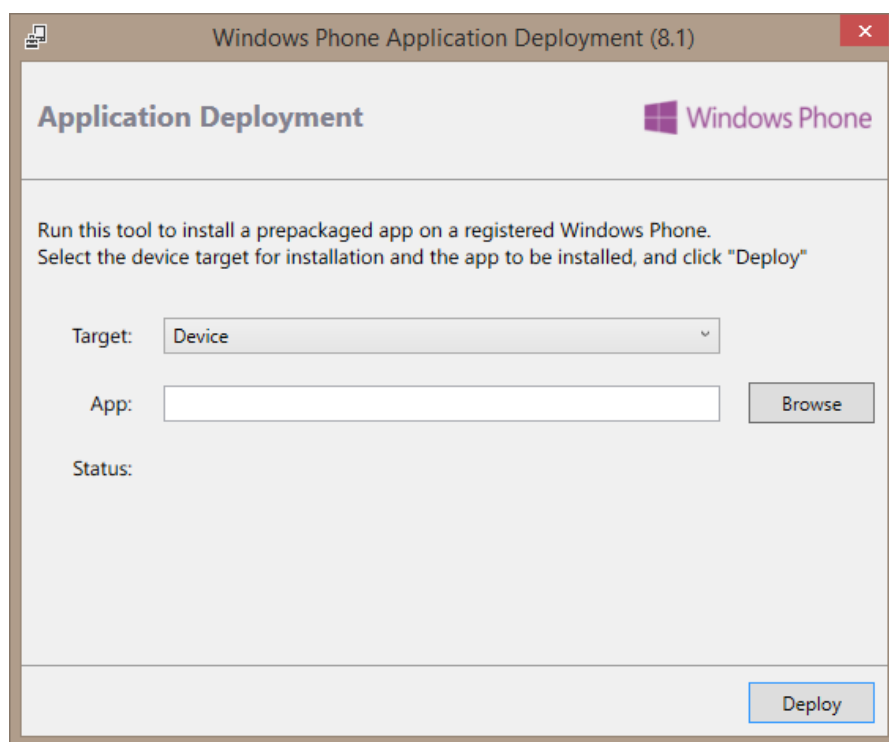 Windows Phone Application Deployment (8.1)
Application Deployment
Windows Phone
Run this tool to install a prepackaged app on a registered Windows Phone.
Select the device target for installation and the app to be installed, and click "Deploy"
Target: Device
App: Browse
Status:
Deploy